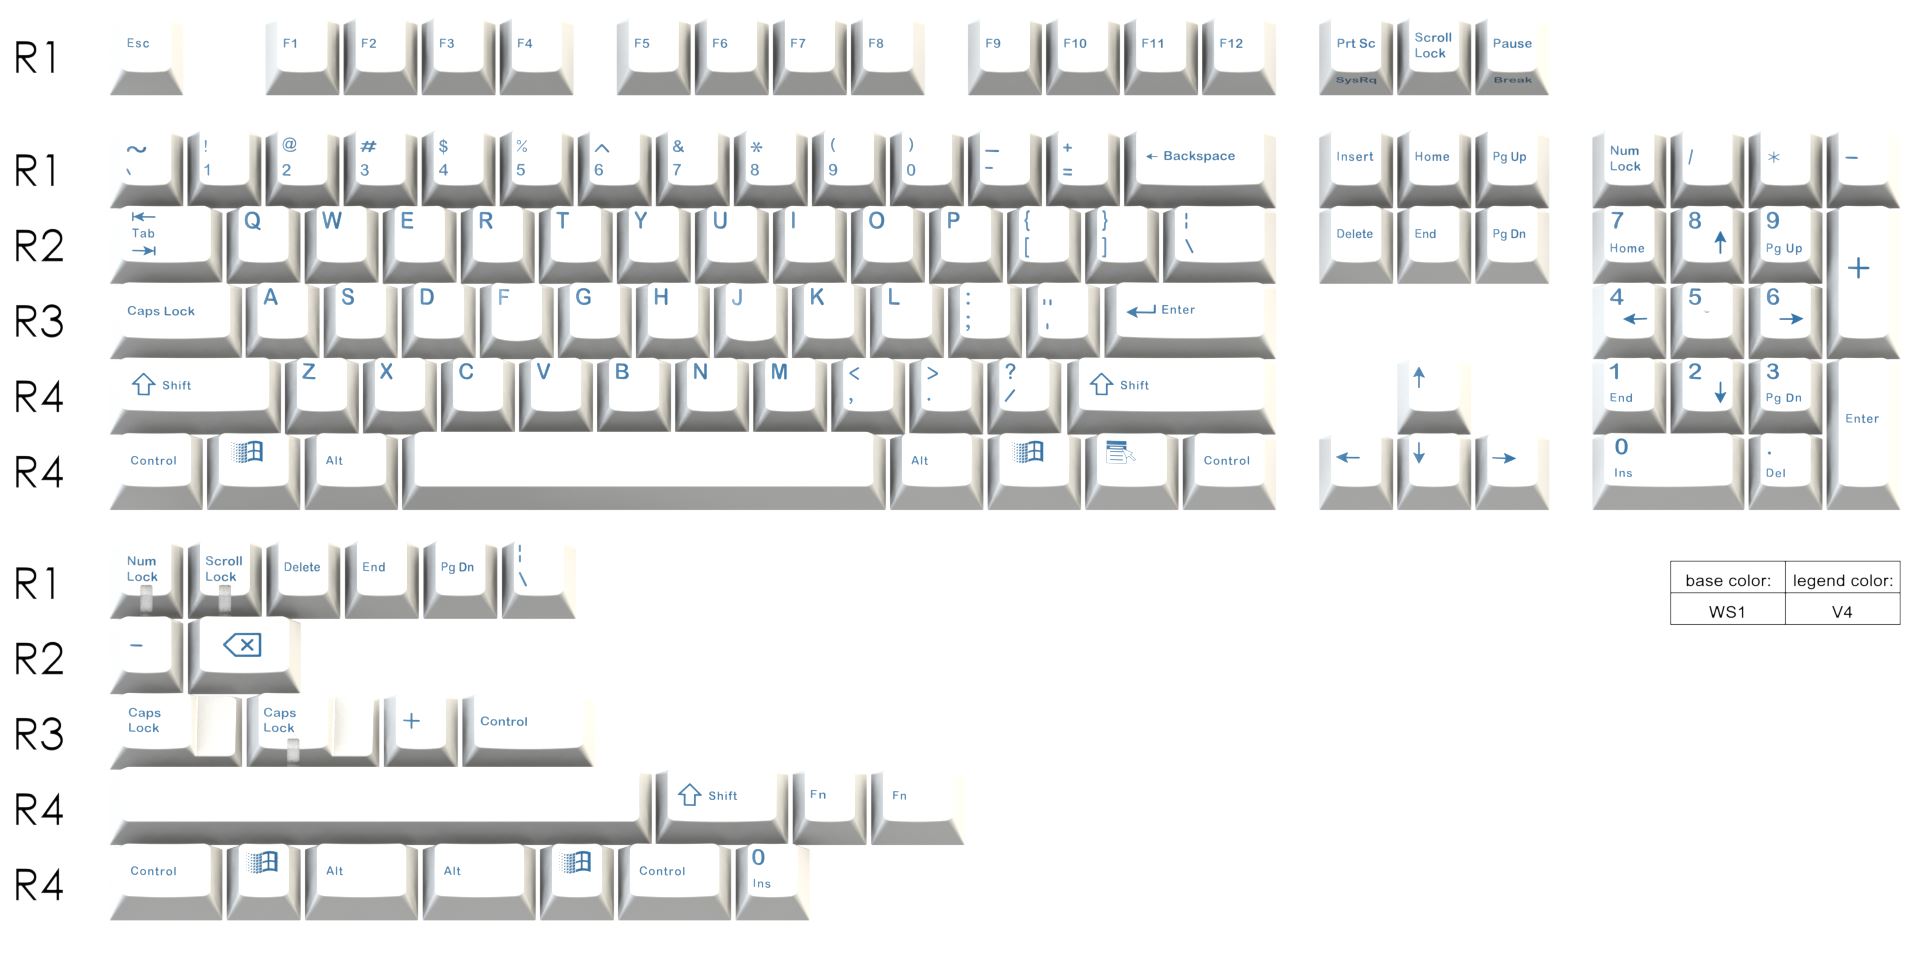 R1 Esc F1 F2 F3 F4 F5 F6 F7 F8 F9 F10 F11 F12 Prt Sc Scroll Lock Pause
SysRq Break
R1 ~ ! @ # $ % ^ & * ( ) — + ← Backspace Insert Home Pg Up Num Lock / * -
` 1 2 3 4 5 6 7 8 9 0 - =
R2 Tab Q W E R T Y U I O P { } ¦ Delete End Pg Dn 7 8 9 +
[ ] \ Home ↑ Pg Up
R3 Caps Lock A S D F G H J K L : " ↵ Enter 4 5 6
; ' ← →
R4 ⇧ Shift Z X C V B N M < > ? ⇧ Shift ↑ 1 2 3 Enter
, . / End ↓ Pg Dn
R4 Control Alt Alt Control ← ↓ → 0 .
Ins Del
R1 Num Lock Scroll Lock Delete End Pg Dn ¦
\
base color: legend color:
WS1 V4
R2 -
R3 Caps Lock Caps Lock + Control
R4 ⇧ Shift Fn Fn
R4 Control Alt Alt Control 0
Ins